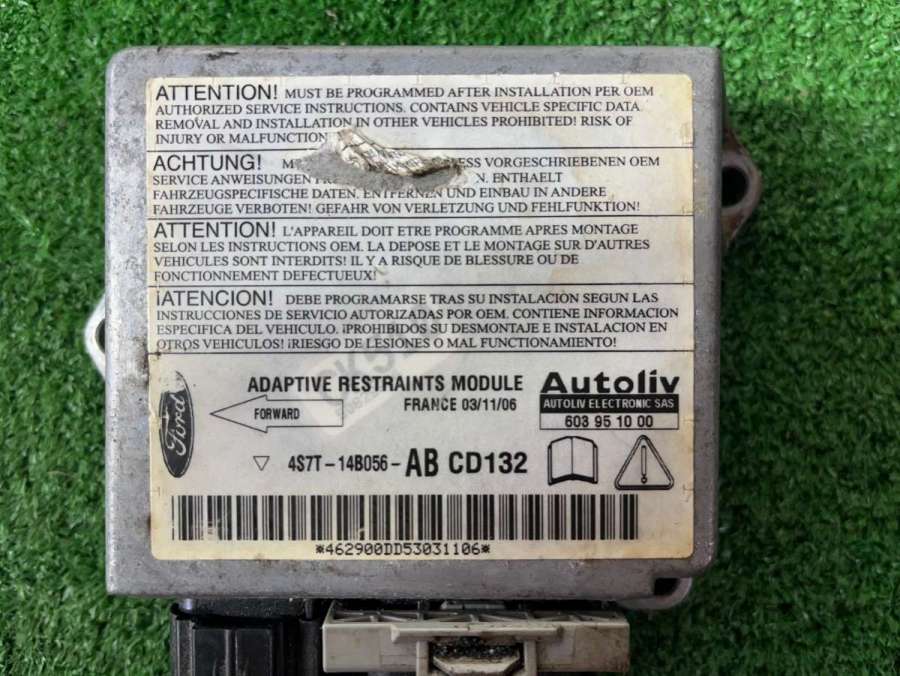 ATTENTION! MUST BE PROGRAMMED AFTER INSTALLATION PER OEM
AUTHORIZED SERVICE INSTRUCTIONS. CONTAINS VEHICLE SPECIFIC DATA.
REMOVAL AND INSTALLATION IN OTHER VEHICLES PROHIBITED! RISK OF
INJURY OR MALFUNCTION
ACHTUNG! VORGESCHRIEBENEN OEM
SERVICE ANWEISUNGEN ENTHAELT
FAHRZEUGSPEZIFISCHE DATEN. ENTFERNEN UND EINBAU IN ANDERE
FAHRZEUGE VERBOTEN! GEFAHR VON VERLETZUNG UND FEHLFUNKTION!
ATTENTION! L'APPAREIL DOIT ETRE PROGRAMME APRES MONTAGE
SELON LES INSTRUCTIONS OEM. LA DEPOSE ET LE MONTAGE SUR D'AUTRES
VEHICULES SONT INTERDITS! IL Y A RISQUE DE BLESSURE OU DE
FONCTIONNEMENT DEFECTUEUX!
¡ATENCION! DEBE PROGRAMARSE TRAS SU INSTALACION SEGUN LAS
INSTRUCCIONES DE SERVICIO AUTORIZADAS POR OEM. CONTIENE INFORMACION
ESPECIFICA DEL VEHICULO. ¡PROHIBIDOS SU DESMONTAJE E INSTALACION EN
OTROS VEHICULOS! ¡RIESGO DE LESIONES O MAL FUNCTIONAMIENTO!
ADAPTIVE RESTRAINTS MODULE
FRANCE 03/11/06
Autoliv
AUTOLIV ELECTRONIC SAS
603 95 10 00
Ford
FORWARD
4S7T-14B056-AB CD132
*462900DD53031106*